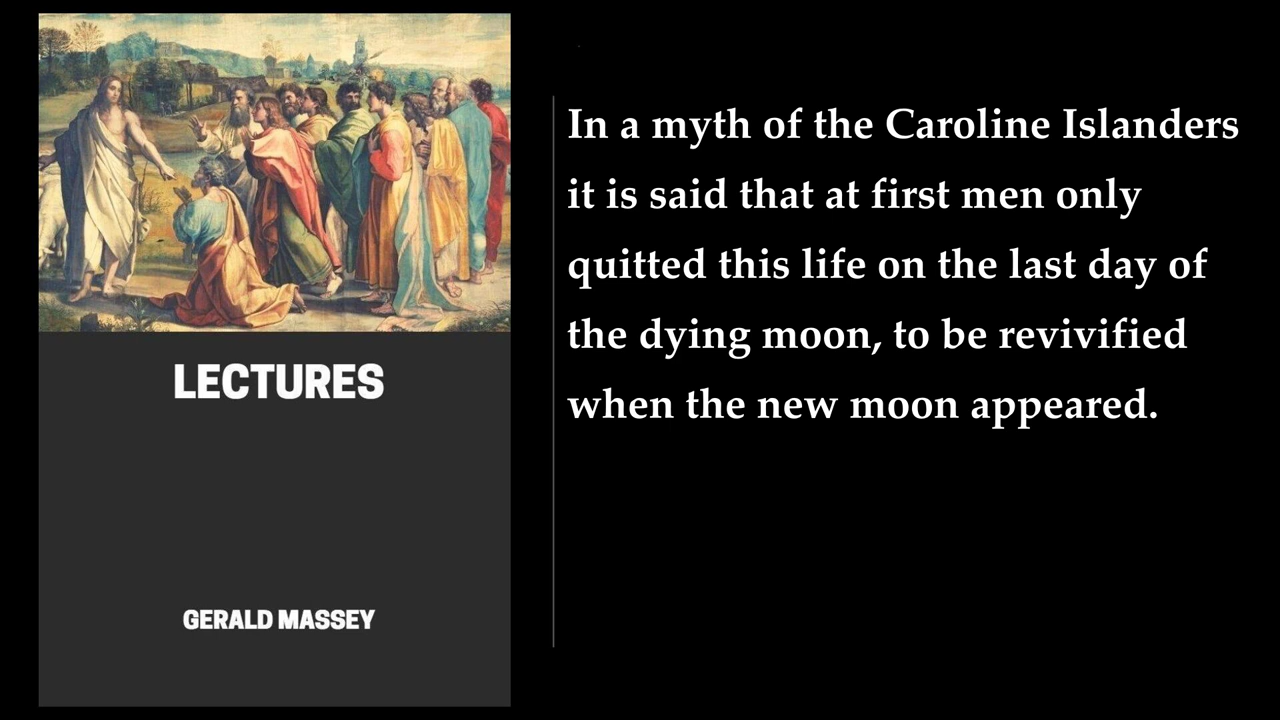 LECTURES
GERALD MASSEY
In a myth of the Caroline Islanders
it is said that at first men only
quitted this life on the last day of
the dying moon, to be revivified
when the new moon appeared.